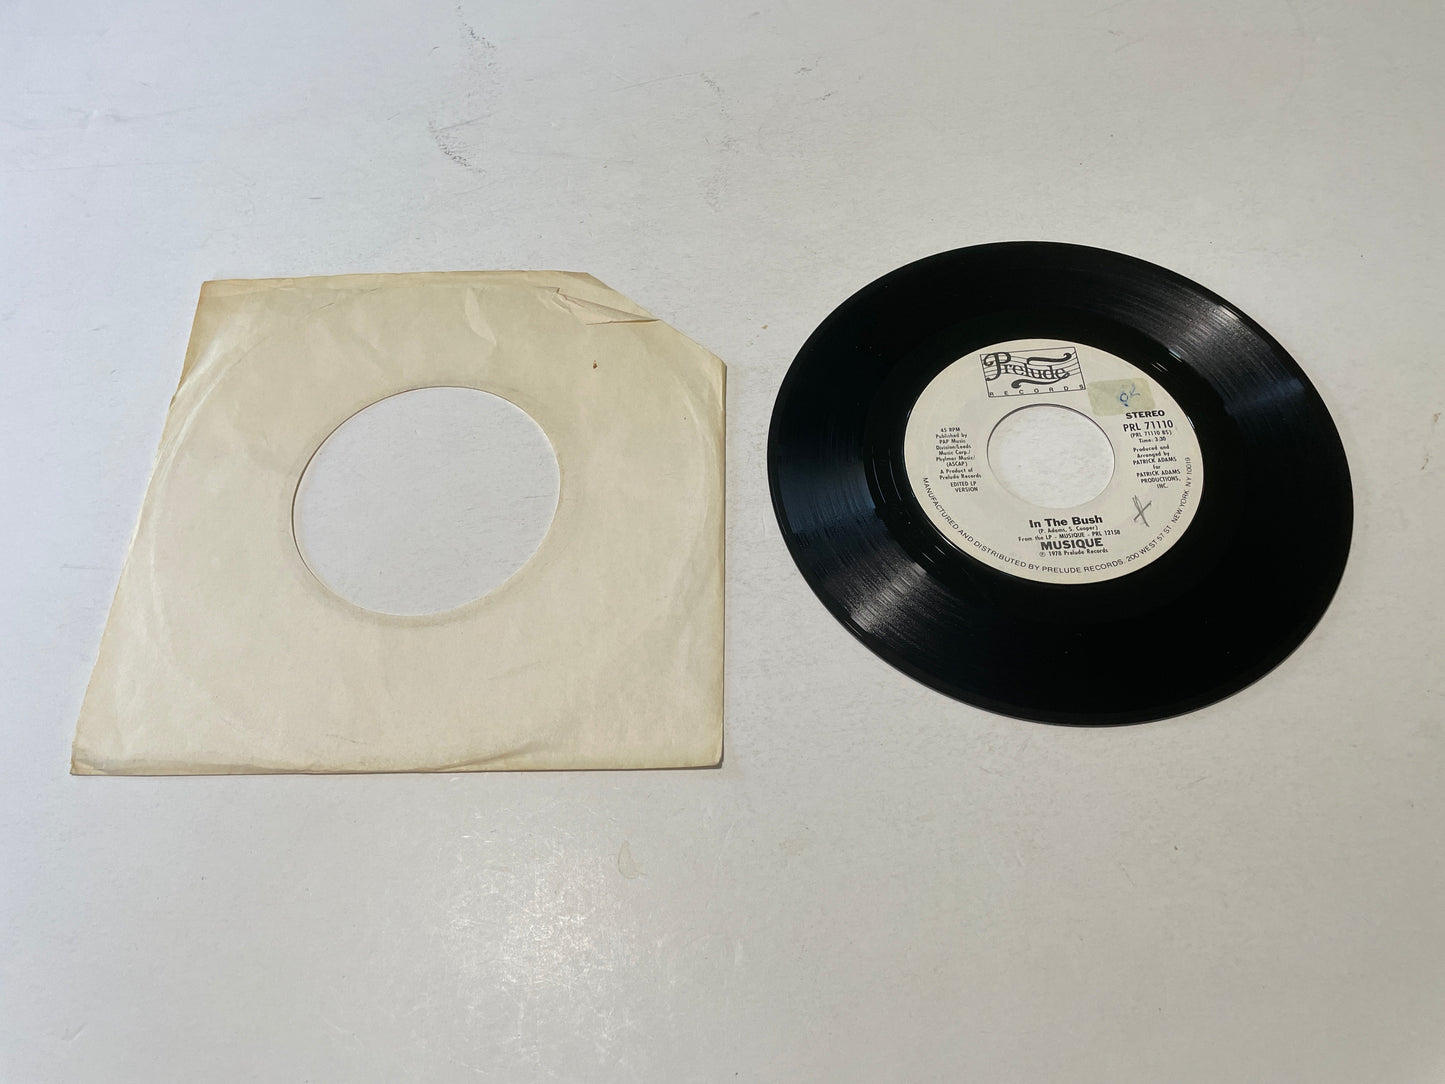 Prelude
RECORDS
82
STEREO
PRL 71110
(PRL 71110 BS)
Time: 3:30
Produced and
Arranged by
PATRICK ADAMS
for
PATRICK ADAMS
PRODUCTIONS,
INC.
45 RPM
Published by
PAP Music
Division/Leeds
Music Corp./
Phylmar Music/
(ASCAP)
A Product of
Prelude Records
EDITED LP
VERSION
In The Bush
(P. Adams, S. Cooper)
From the LP - MUSIQUE - PRL 12158
MUSIQUE
℗ 1978 Prelude Records
MANUFACTURED AND DISTRIBUTED BY PRELUDE RECORDS, 200 WEST 57 ST. NEW YORK, NY 10019